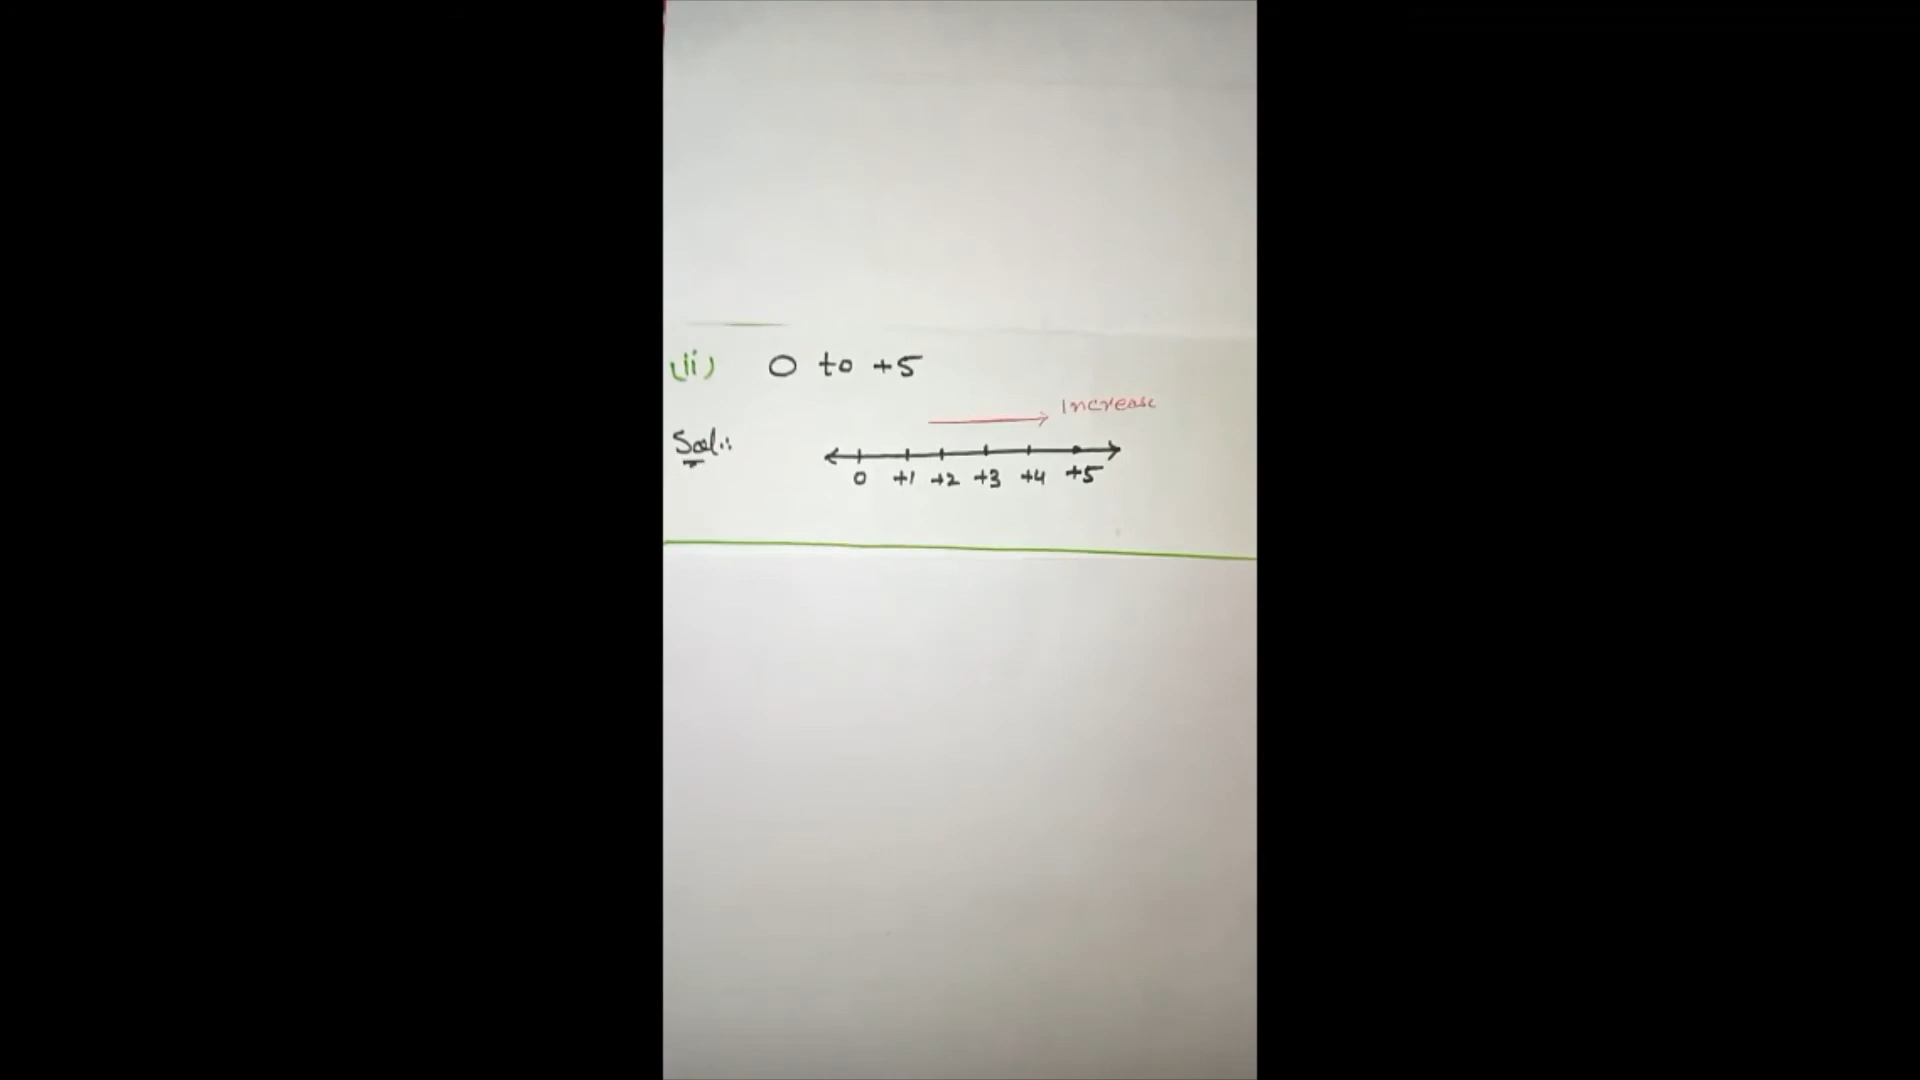 (ii) 0 to +5
Increase
Sol.:
0 +1 +2 +3 +4 +5